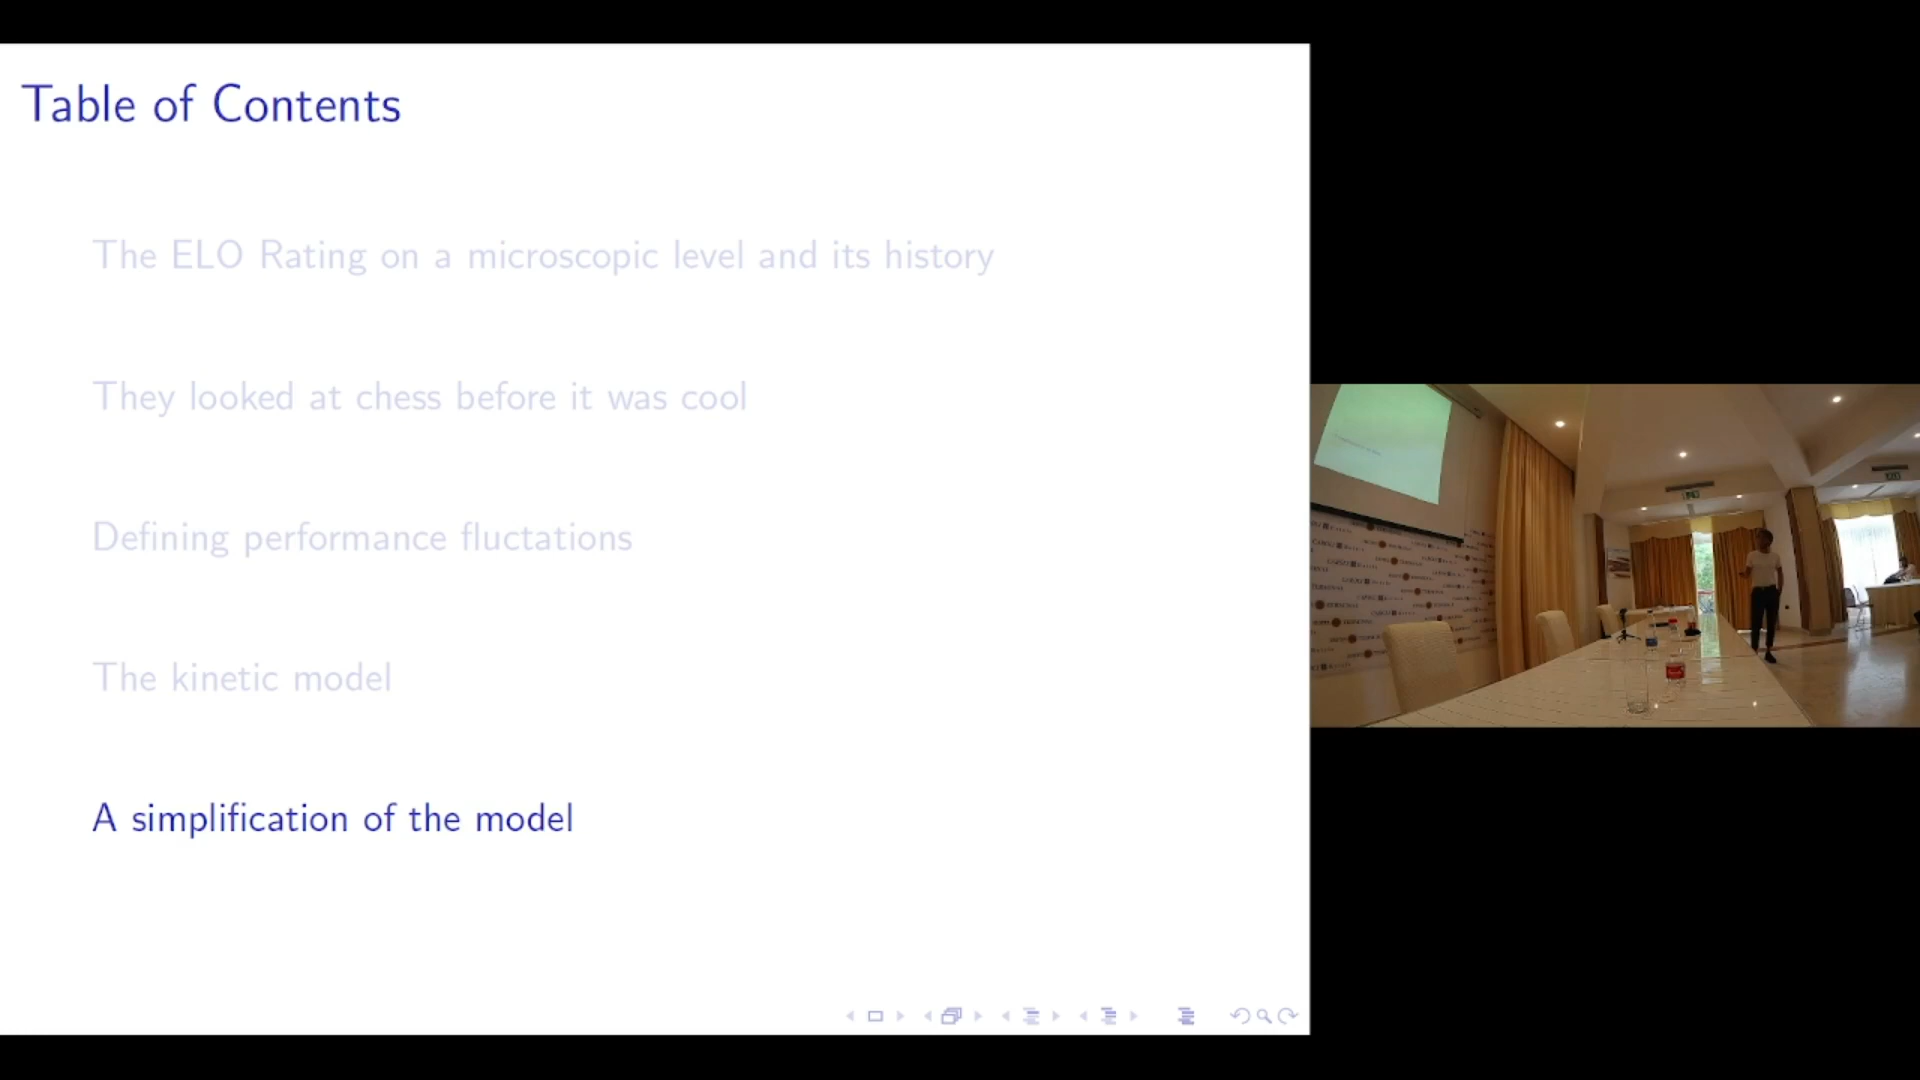 Table of Contents
The ELO Rating on a microscopic level and its history
They looked at chess before it was cool
Defining performance fluctations
The kinetic model
A simplification of the model